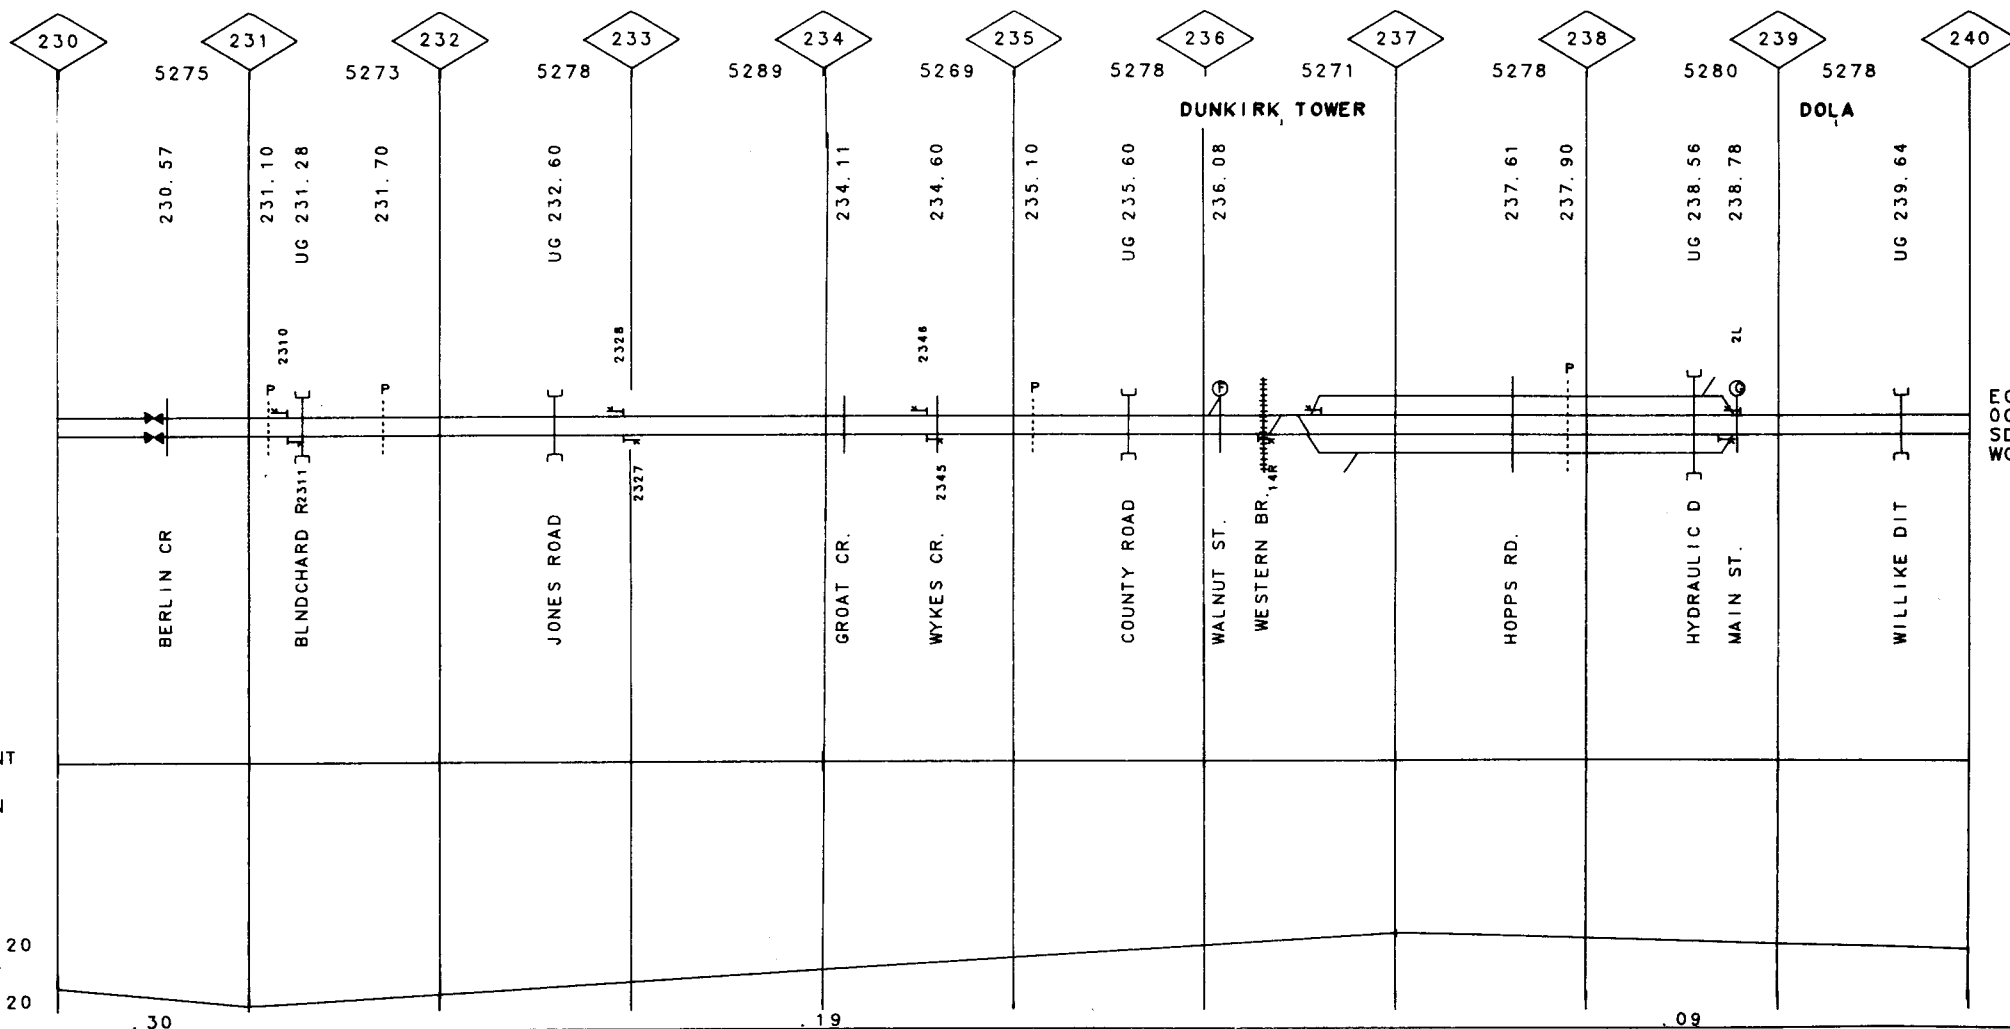 230 231 232 233 234 235 236 237 238 239 240
5275 5273 5278 5289 5269 5278 5271 5278 5280 5278
DUNKIRK TOWER DOLA
230.57
231.10
UG 231.28
231.70
UG 232.60
234.11
234.60
235.10
UG 235.60
236.08
237.61
237.90
UG 238.56
238.78
UG 239.64
2310 2328 2346 2L
P P P P
F G
2311 2327 2345 14R
BERLIN CR
BLNDCHARD R
JONES ROAD
GROAT CR.
WYKES CR.
COUNTY ROAD
WALNUT ST.
WESTERN BR.
HOPPS RD.
HYDRAULIC D
MAIN ST.
WILLIKE DIT
20
20
.30 .19 .09